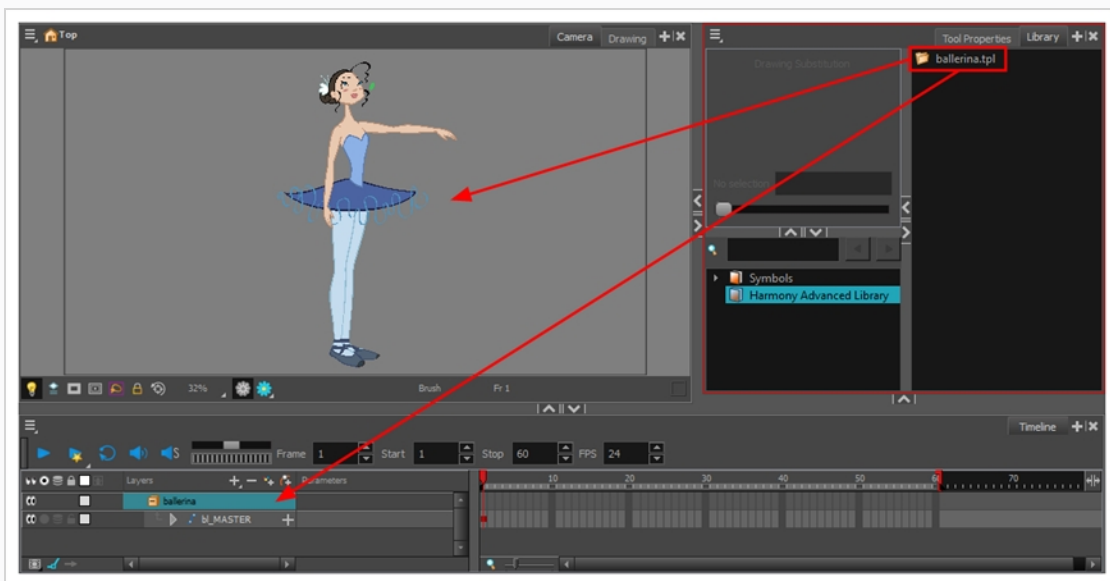 Top
Camera Drawing
Tool Properties Library
ballerina.tpl
Drawing Substitution
No selection
Symbols
Harmony Advanced Library
32% Brush Fr 1
Timeline
S Frame 1 Start 1 Stop 60 FPS 24
Layers Parameters 10 20 30 40 50 60 70
ballerina
bl_MASTER